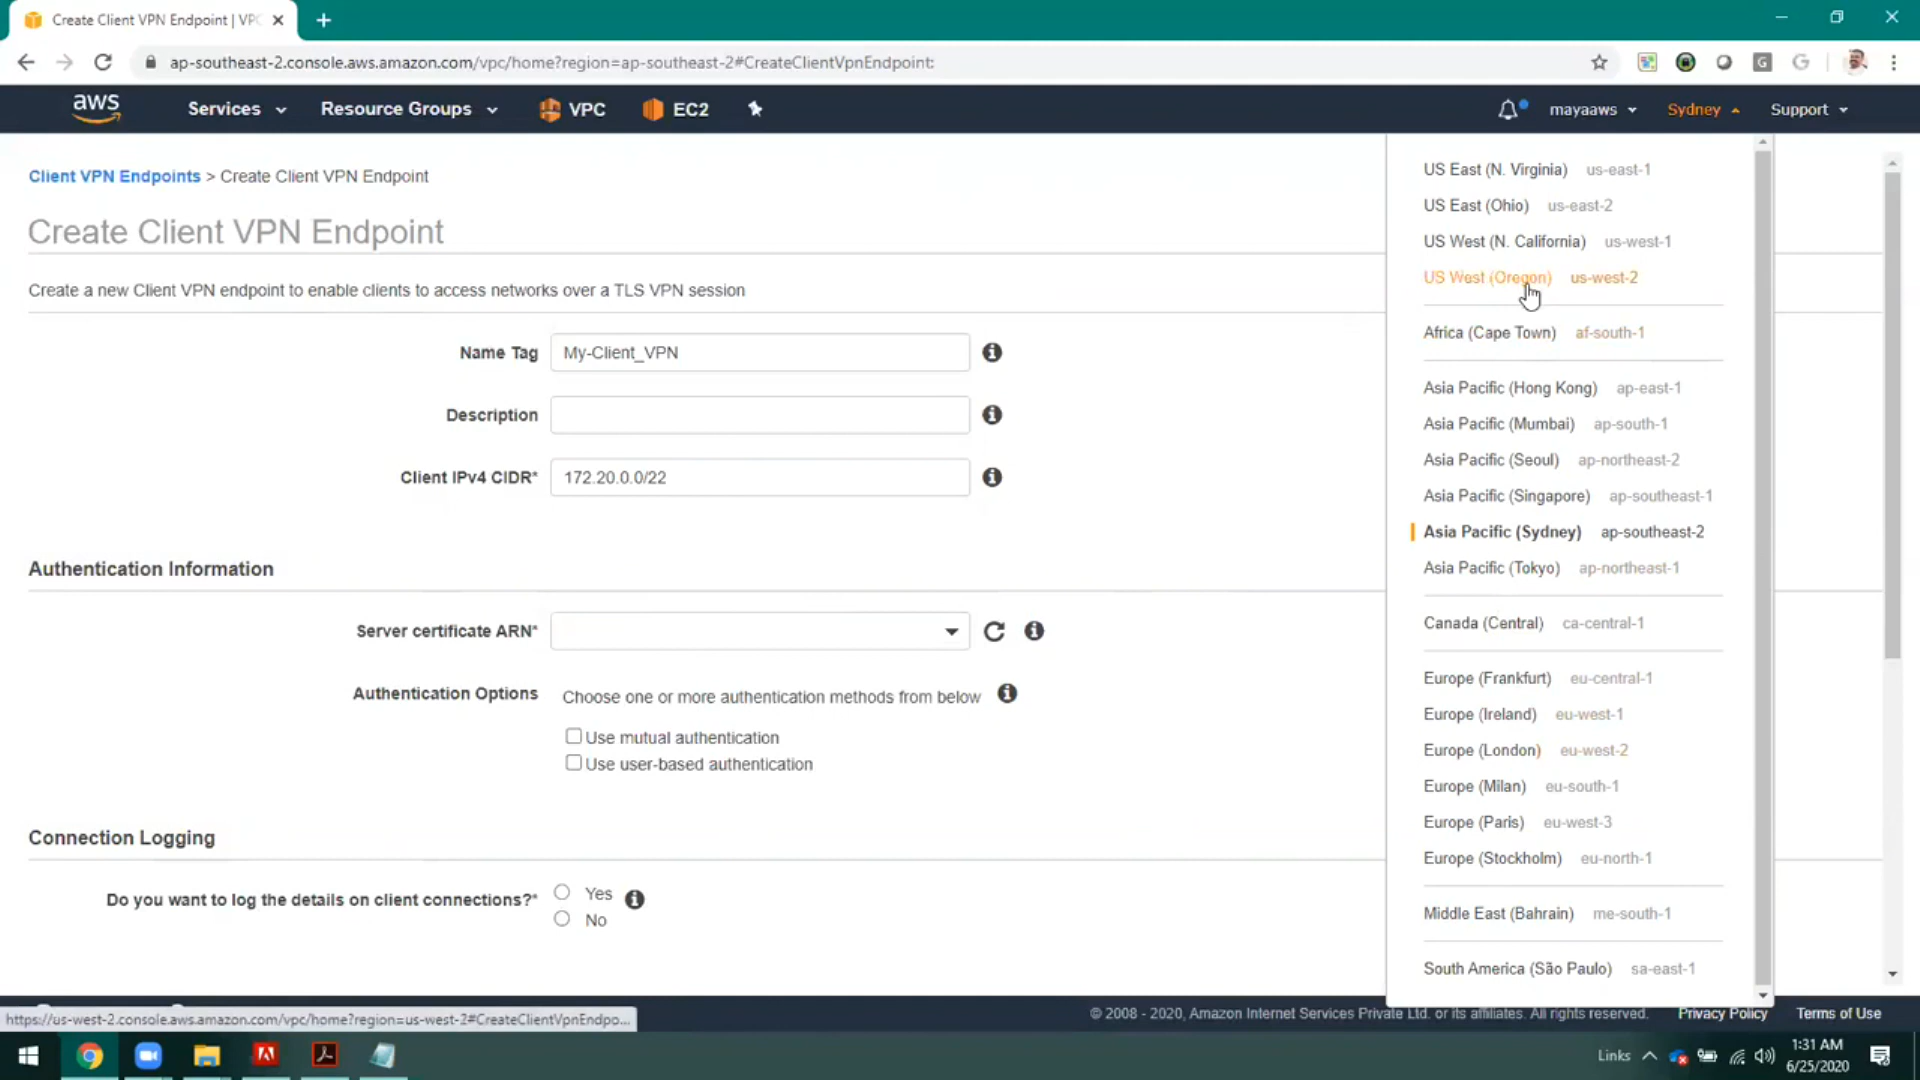 Create Client VPN Endpoint | VPC
ap-southeast-2.console.aws.amazon.com/vpc/home?region=ap-southeast-2#CreateClientVpnEndpoint:
aws Services Resource Groups VPC EC2 mayaaws Sydney Support
Client VPN Endpoints > Create Client VPN Endpoint
Create Client VPN Endpoint
Create a new Client VPN endpoint to enable clients to access networks over a TLS VPN session
Name Tag My-Client_VPN
Description
Client IPv4 CIDR* 172.20.0.0/22
Authentication Information
Server certificate ARN*
Authentication Options Choose one or more authentication methods from below
Use mutual authentication
Use user-based authentication
Connection Logging
Do you want to log the details on client connections?* Yes
No
US East (N. Virginia) us-east-1
US East (Ohio) us-east-2
US West (N. California) us-west-1
US West (Oregon) us-west-2
Africa (Cape Town) af-south-1
Asia Pacific (Hong Kong) ap-east-1
Asia Pacific (Mumbai) ap-south-1
Asia Pacific (Seoul) ap-northeast-2
Asia Pacific (Singapore) ap-southeast-1
Asia Pacific (Sydney) ap-southeast-2
Asia Pacific (Tokyo) ap-northeast-1
Canada (Central) ca-central-1
Europe (Frankfurt) eu-central-1
Europe (Ireland) eu-west-1
Europe (London) eu-west-2
Europe (Milan) eu-south-1
Europe (Paris) eu-west-3
Europe (Stockholm) eu-north-1
Middle East (Bahrain) me-south-1
South America (São Paulo) sa-east-1
https://us-west-2.console.aws.amazon.com/vpc/home?region=us-west-2#CreateClientVpnEndpo...
© 2008 - 2020, Amazon Internet Services Private Ltd. or its affiliates. All rights reserved. Privacy Policy Terms of Use
Links
1:31 AM
6/25/2020